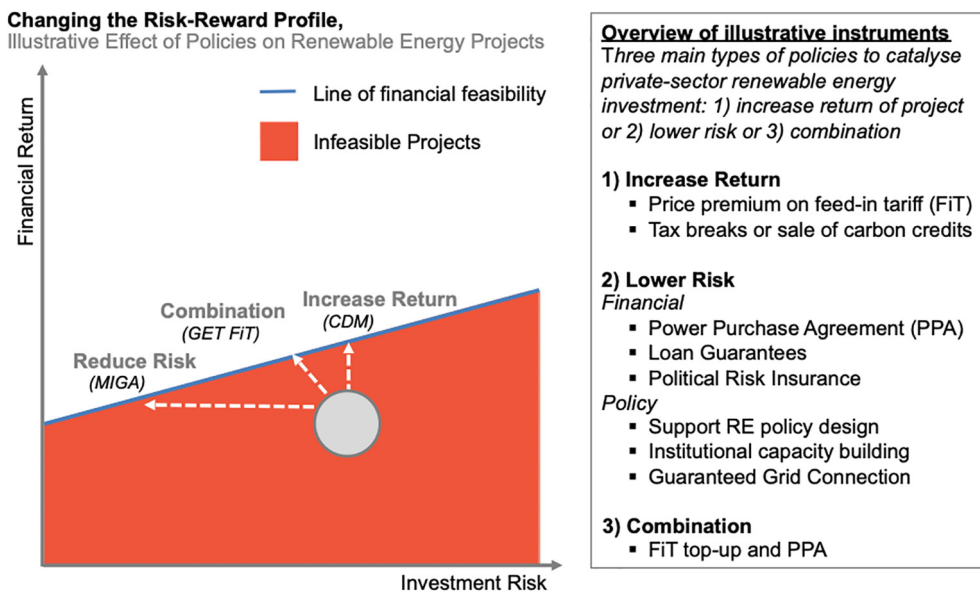 Changing the Risk-Reward Profile,
Illustrative Effect of Policies on Renewable Energy Projects
Financial Return
Line of financial feasibility
Infeasible Projects
Combination
(GET FiT)
Increase Return
(CDM)
Reduce Risk
(MIGA)
Investment Risk
Overview of illustrative instruments
Three main types of policies to catalyse
private-sector renewable energy
investment: 1) increase return of project
or 2) lower risk or 3) combination
1) Increase Return
▪ Price premium on feed-in tariff (FiT)
▪ Tax breaks or sale of carbon credits
2) Lower Risk
Financial
▪ Power Purchase Agreement (PPA)
▪ Loan Guarantees
▪ Political Risk Insurance
Policy
▪ Support RE policy design
▪ Institutional capacity building
▪ Guaranteed Grid Connection
3) Combination
▪ FiT top-up and PPA